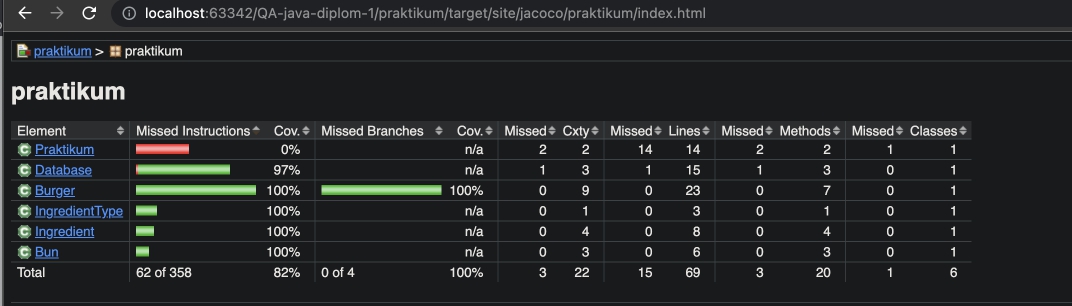 localhost:63342/QA-java-diplom-1/praktikum/target/site/jacoco/praktikum/index.html
praktikum > praktikum
praktikum
Element Missed Instructions Cov. Missed Branches Cov. Missed Cxty Missed Lines Missed Methods Missed Classes
Praktikum 0% n/a 2 2 14 14 2 2 1 1
Database 97% n/a 1 3 1 15 1 3 0 1
Burger 100% 100% 0 9 0 23 0 7 0 1
IngredientType 100% n/a 0 1 0 3 0 1 0 1
Ingredient 100% n/a 0 4 0 8 0 4 0 1
Bun 100% n/a 0 3 0 6 0 3 0 1
Total 62 of 358 82% 0 of 4 100% 3 22 15 69 3 20 1 6